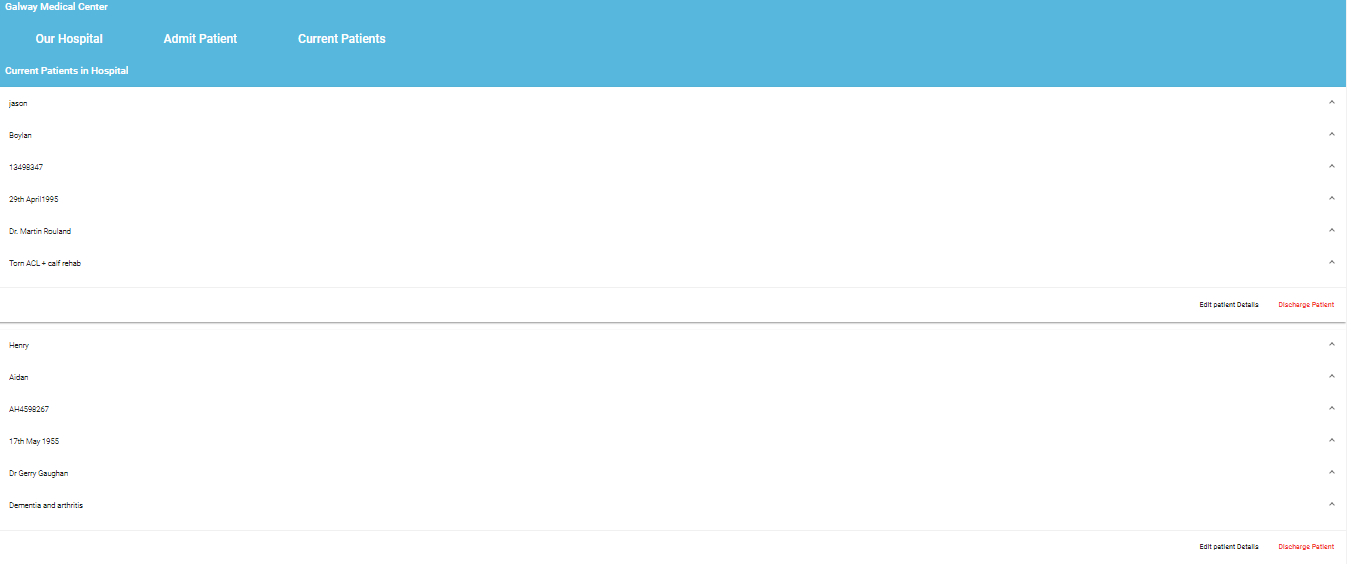 Galway Medical Center
Our Hospital Admit Patient Current Patients
Current Patients in Hospital
jason
Boylan
13498347
29th April1995
Dr. Martin Rouland
Torn ACL + calf rehab
Edit patient Details Discharge Patient
Henry
Aidan
AH4598267
17th May 1955
Dr Gerry Gaughan
Dementia and arthritis
Edit patient Details Discharge Patient